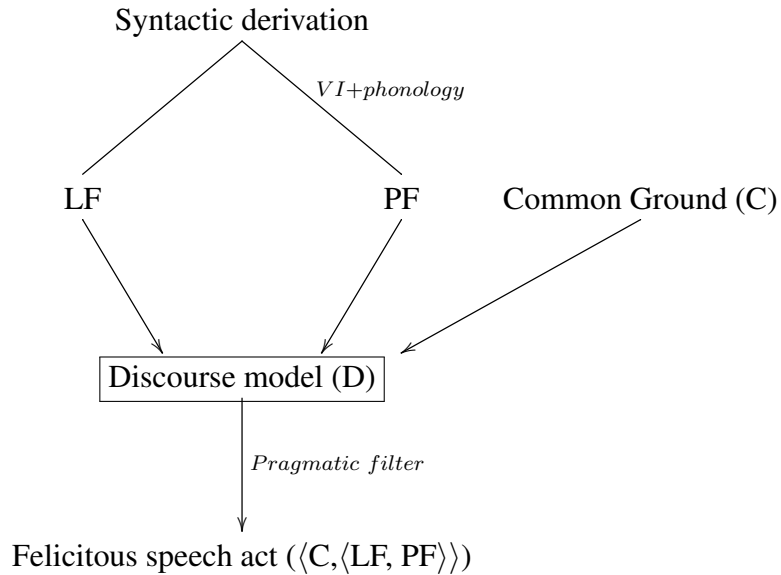 Syntactic derivation
VI+phonology
LF PF Common Ground (C)
Discourse model (D)
Pragmatic filter
Felicitous speech act (⟨C,⟨LF, PF⟩⟩)